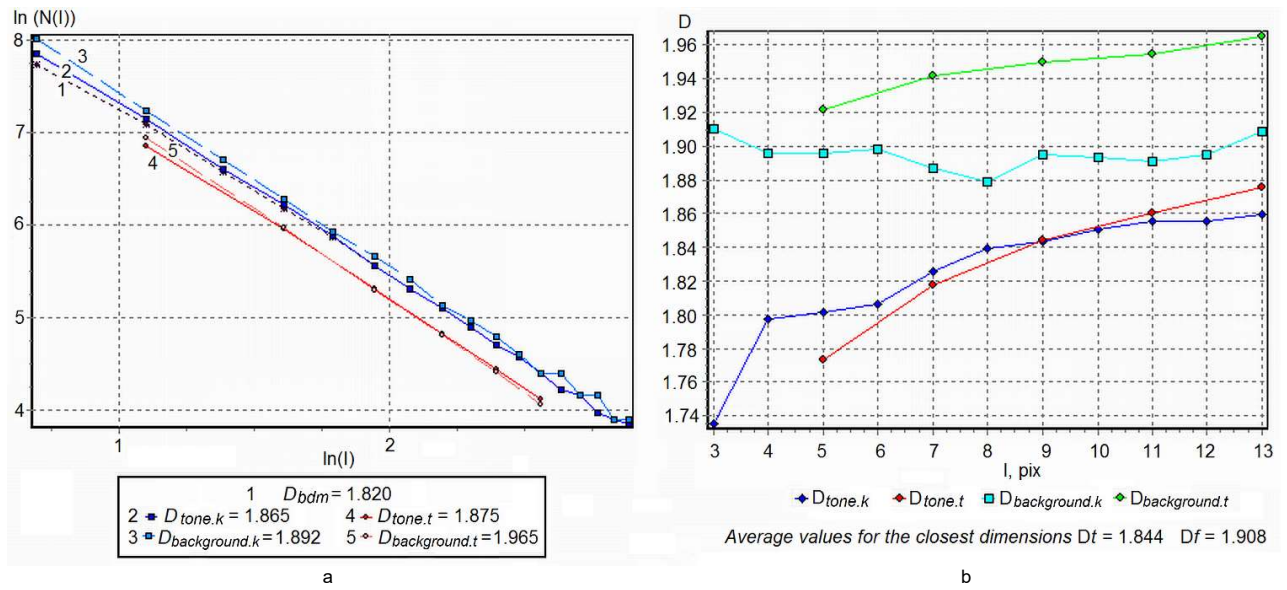 ln (N(I))
8
7
6
5
4
3
2
1
5
4
1
2
ln(I)
1 Dbdm = 1.820
2 Dtone.k = 1.865
4 Dtone.t = 1.875
3 Dbackground.k = 1.892
5 Dbackground.t = 1.965
a
D
1.96
1.94
1.92
1.90
1.88
1.86
1.84
1.82
1.80
1.78
1.76
1.74
3 4 5 6 7 8 9 10 11 12 13
I, pix
Dtone.k Dtone.t Dbackground.k Dbackground.t
Average values for the closest dimensions Dt = 1.844 Df = 1.908
b